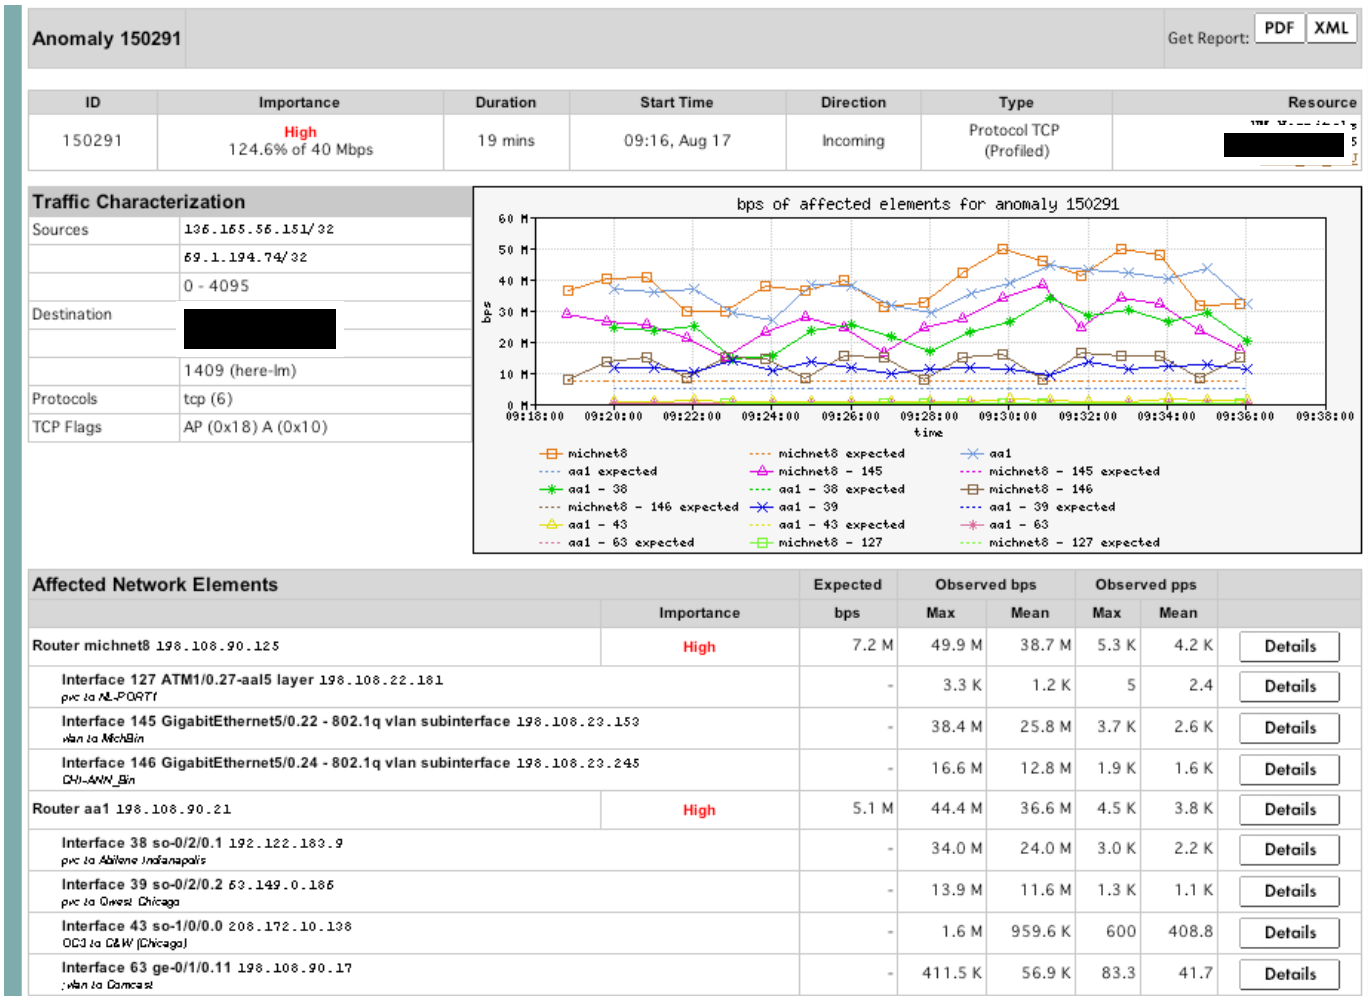 Anomaly 150291
Get Report: PDF XML
ID Importance Duration Start Time Direction Type Resource
150291 High 124.6% of 40 Mbps 19 mins 09:16, Aug 17 Incoming Protocol TCP (Profiled)
Traffic Characterization
Sources 136.165.56.151/32
69.1.194.74/32
0 - 4095
Destination
1409 (here-lm)
Protocols tcp (6)
TCP Flags AP (0x18) A (0x10)
bps of affected elements for anomaly 150291
60 M
50 M
40 M
30 M
20 M
10 M
0 M
bps
09:18:00 09:20:00 09:22:00 09:24:00 09:26:00 09:28:00 09:30:00 09:32:00 09:34:00 09:36:00 09:38:00
time
michnet8 michnet8 expected aa1
aa1 expected michnet8 - 145 michnet8 - 145 expected
aa1 - 38 aa1 - 38 expected michnet8 - 146
michnet8 - 146 expected aa1 - 39 aa1 - 39 expected
aa1 - 43 aa1 - 43 expected aa1 - 63
aa1 - 63 expected michnet8 - 127 michnet8 - 127 expected
Affected Network Elements Expected Observed bps Observed pps
Importance bps Max Mean Max Mean
Router michnet8 198.108.90.125 High 7.2 M 49.9 M 38.7 M 5.3 K 4.2 K Details
Interface 127 ATM1/0.27-aal5 layer 198.108.22.181 - 3.3 K 1.2 K 5 2.4 Details
pvc to NL-PORT1
Interface 145 GigabitEthernet5/0.22 - 802.1q vlan subinterface 198.108.23.153 - 38.4 M 25.8 M 3.7 K 2.6 K Details
vlan to MichBin
Interface 146 GigabitEthernet5/0.24 - 802.1q vlan subinterface 198.108.23.245 - 16.6 M 12.8 M 1.9 K 1.6 K Details
CHI-ANN_Bin
Router aa1 198.108.90.21 High 5.1 M 44.4 M 36.6 M 4.5 K 3.8 K Details
Interface 38 so-0/2/0.1 192.122.183.9 - 34.0 M 24.0 M 3.0 K 2.2 K Details
pvc to Abilene Indianapolis
Interface 39 so-0/2/0.2 63.149.0.186 - 13.9 M 11.6 M 1.3 K 1.1 K Details
pvc to Qwest Chicago
Interface 43 so-1/0/0.0 208.172.10.138 - 1.6 M 959.6 K 600 408.8 Details
OC3 to C&W (Chicago)
Interface 63 ge-0/1/0.11 198.108.90.17 - 411.5 K 56.9 K 83.3 41.7 Details
vlan to Comcast